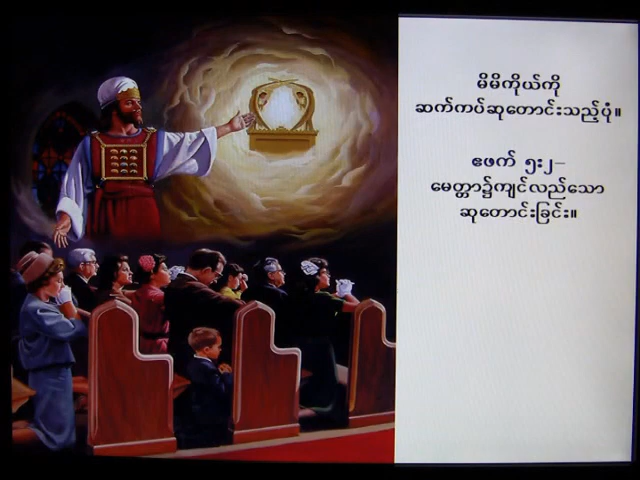 မိမိကိုယ်ကို
ဆက်ကပ်ဆုတောင်းသည့်ပုံ။
ဧဖက် ၅း၂–
မေတ္တာ၌ကျင်လည်သော
ဆုတောင်းခြင်း။